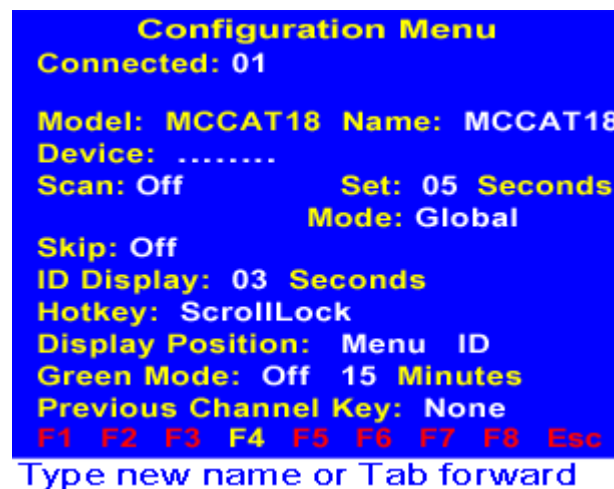 Configuration Menu
Connected: 01
Model: MCCAT18 Name: MCCAT18
Device: ........
Scan: Off Set: 05 Seconds
Mode: Global
Skip: Off
ID Display: 03 Seconds
Hotkey: ScrollLock
Display Position: Menu ID
Green Mode: Off 15 Minutes
Previous Channel Key: None
F1 F2 F3 F4 F5 F6 F7 F8 Esc
Type new name or Tab forward